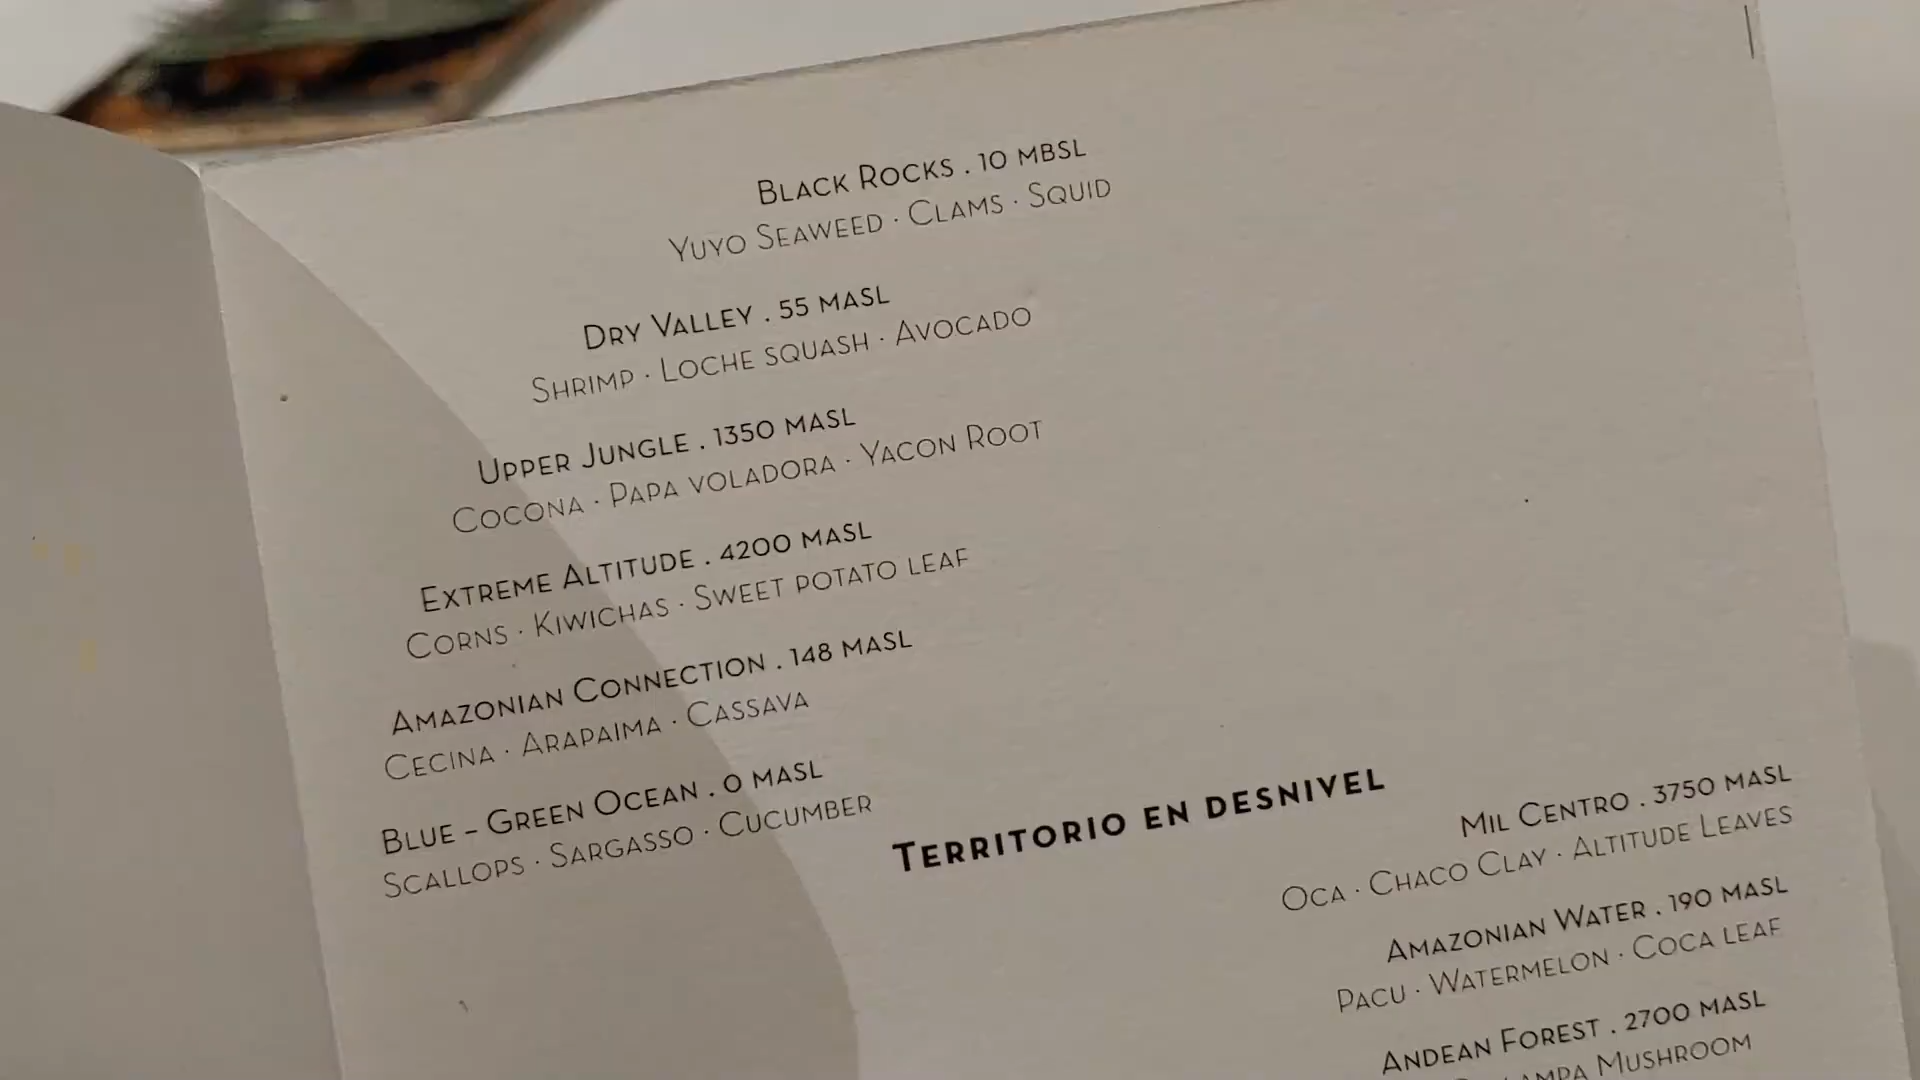 Black Rocks . 10 mbsl
Yuyo Seaweed · Clams · Squid
Dry Valley . 55 masl
Shrimp · Loche squash · Avocado
Upper Jungle . 1350 masl
Cocona · Papa voladora · Yacon Root
Extreme Altitude . 4200 masl
Corns · Kiwichas · Sweet potato leaf
Amazonian Connection . 148 masl
Cecina · Arapaima · Cassava
Blue – Green Ocean . 0 masl
Scallops · Sargasso · Cucumber
Territorio en desnivel
Mil Centro . 3750 masl
Oca · Chaco Clay · Altitude Leaves
Amazonian Water . 190 masl
Pacu · Watermelon · Coca leaf
Andean Forest . 2700 masl
Mushroom